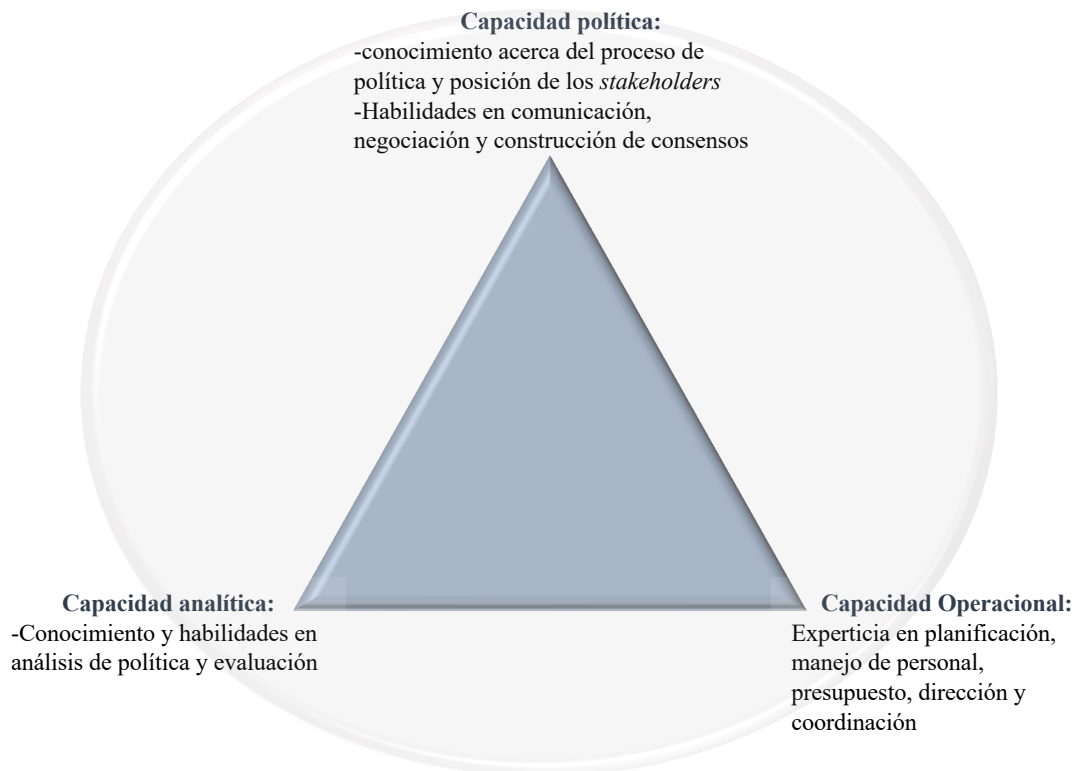 Capacidad política:
-conocimiento acerca del proceso de
política y posición de los stakeholders
-Habilidades en comunicación,
negociación y construcción de consensos
Capacidad analítica:
-Conocimiento y habilidades en
análisis de política y evaluación
Capacidad Operacional:
Experticia en planificación,
manejo de personal,
presupuesto, dirección y
coordinación